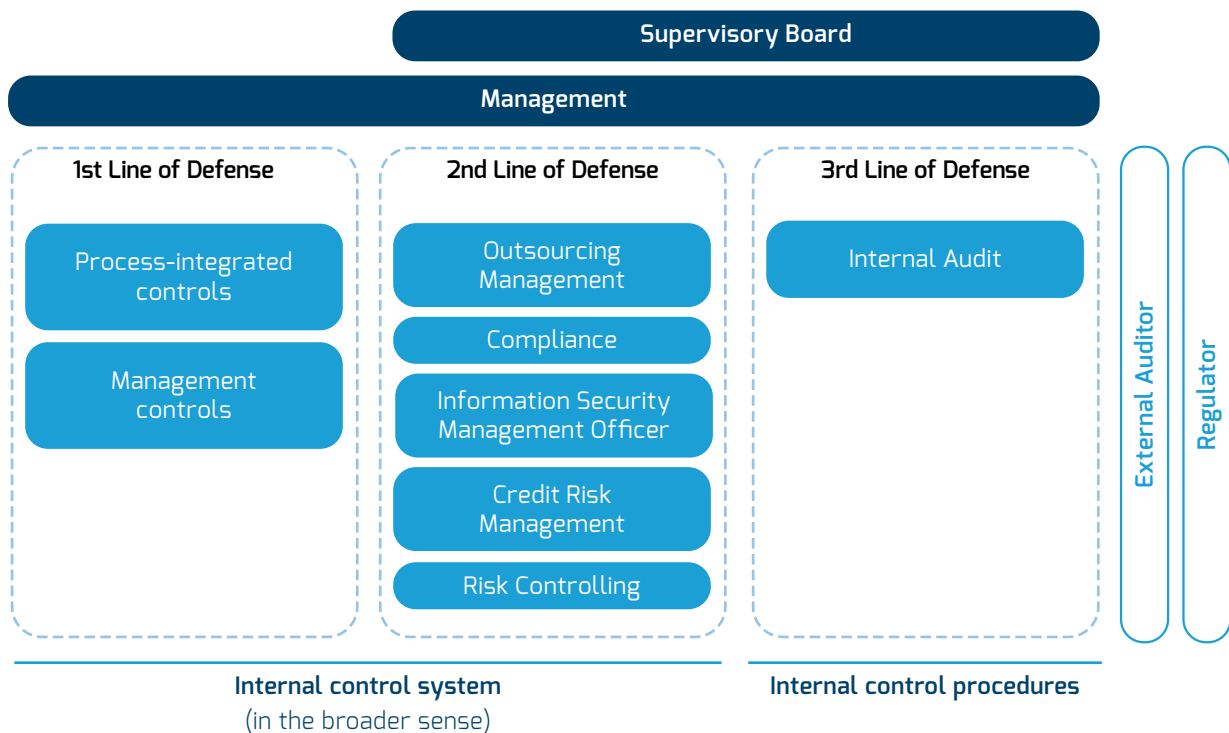 Supervisory Board
Management
1st Line of Defense
Process-integrated
controls
Management
controls
2nd Line of Defense
Outsourcing
Management
Compliance
Information Security
Management Officer
Credit Risk
Management
Risk Controlling
3rd Line of Defense
Internal Audit
External Auditor
Regulator
Internal control system
(in the broader sense)
Internal control procedures